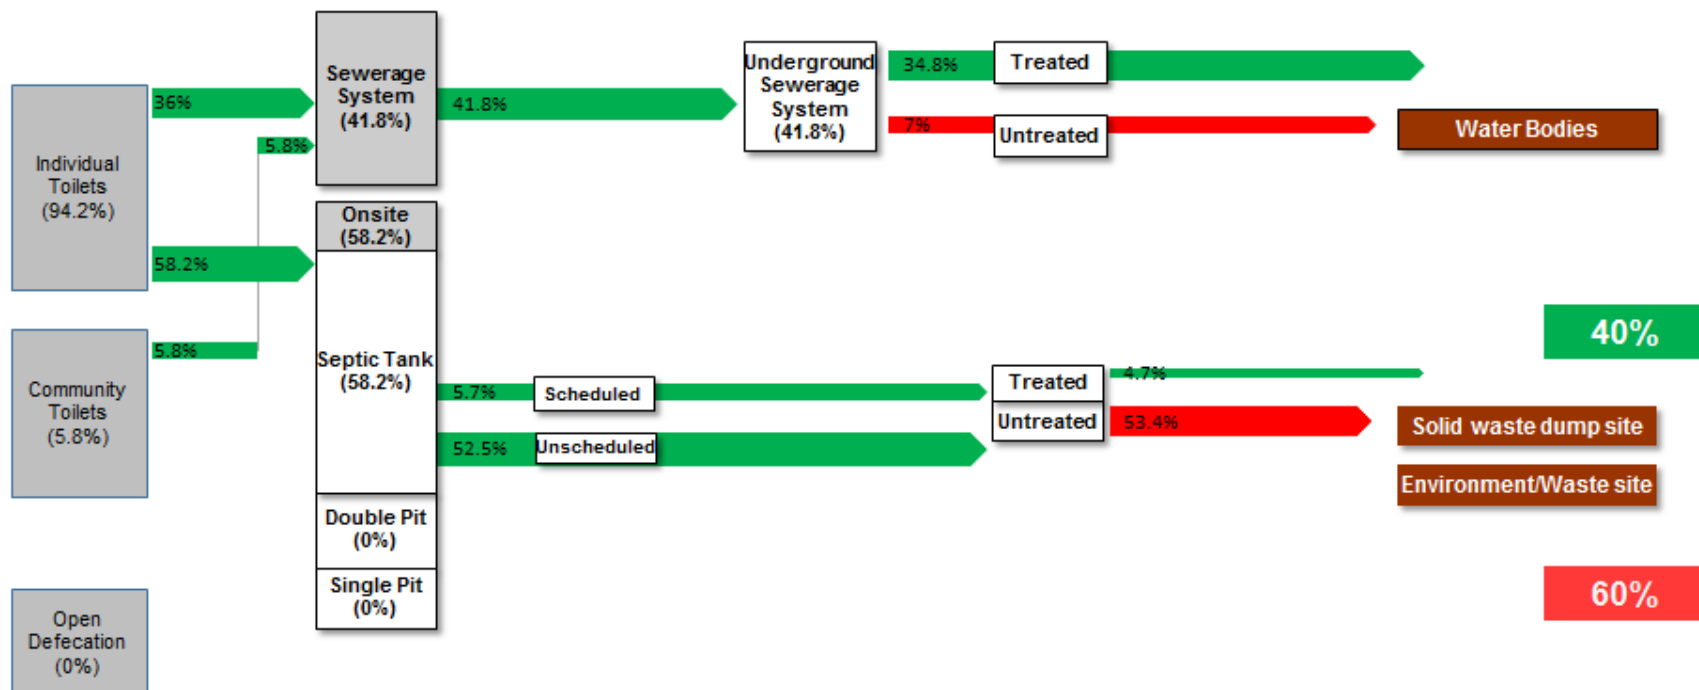 Individual
Toilets
(94.2%)
Community
Toilets
(5.8%)
Open
Defecation
(0%)
36%
5.8%
58.2%
5.8%
Sewerage
System
(41.8%)
Onsite
(58.2%)
Septic Tank
(58.2%)
Double Pit
(0%)
Single Pit
(0%)
41.8%
5.7%
Scheduled
52.5%
Unscheduled
Underground
Sewerage
System
(41.8%)
34.8%
Treated
7%
Untreated
Treated
Untreated
4.7%
53.4%
Water Bodies
Solid waste dump site
Environment/Waste site
40%
60%